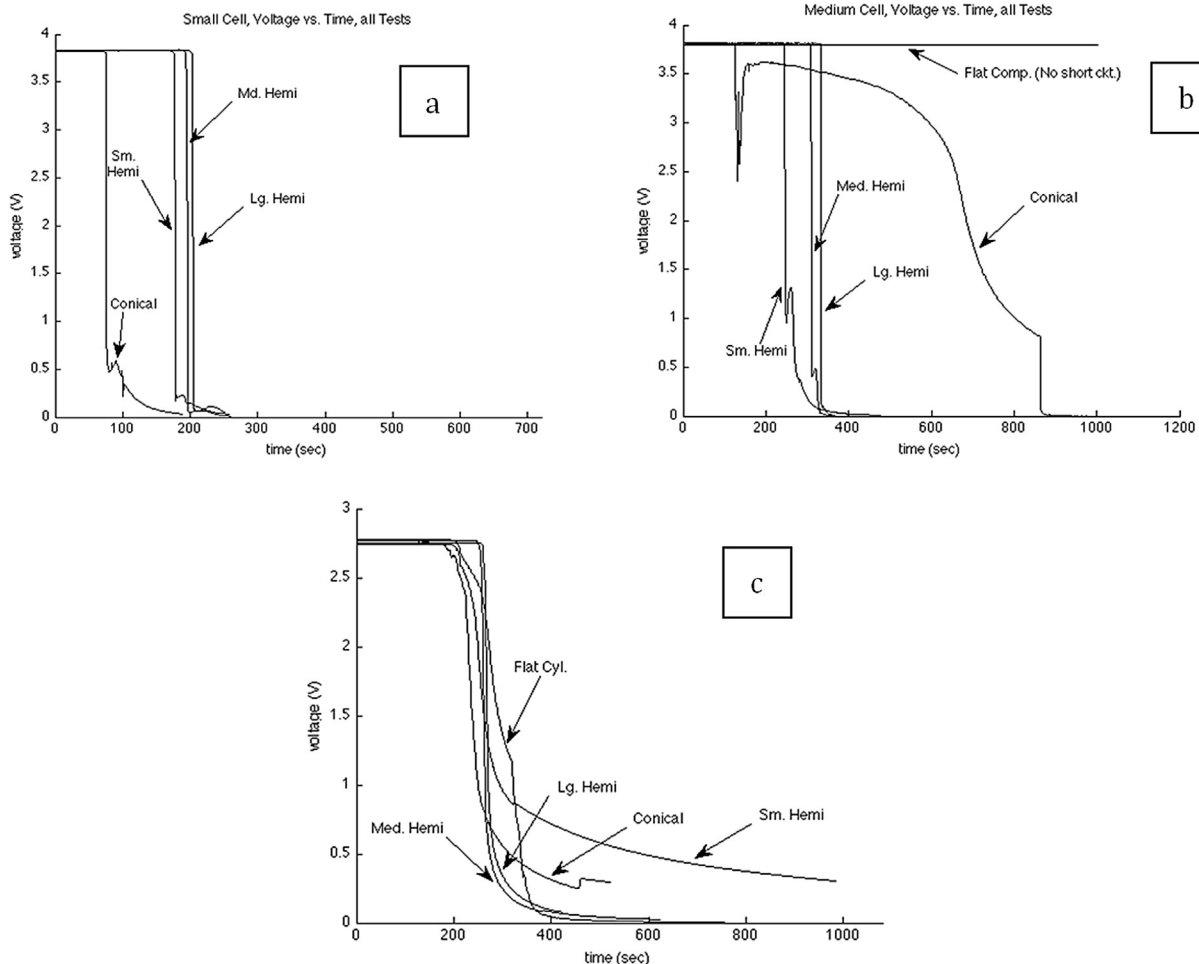 Small Cell, Voltage vs. Time, all Tests
4
3.5
3
2.5
2
1.5
1
0.5
0
voltage (V)
Md. Hemi
Sm.
Hemi
Lg. Hemi
Conical
a
0 100 200 300 400 500 600 700
time (sec)
Medium Cell, Voltage vs. Time, all Tests
4
3.5
3
2.5
2
1.5
1
0.5
0
voltage (V)
Flat Comp. (No short ckt.)
Med. Hemi
Conical
Lg. Hemi
Sm. Hemi
b
0 200 400 600 800 1000 1200
time (sec)
3
2.5
2
1.5
1
0.5
0
voltage (V)
c
Flat Cyl.
Lg. Hemi
Med. Hemi
Conical
Sm. Hemi
0 200 400 600 800 1000
time (sec)